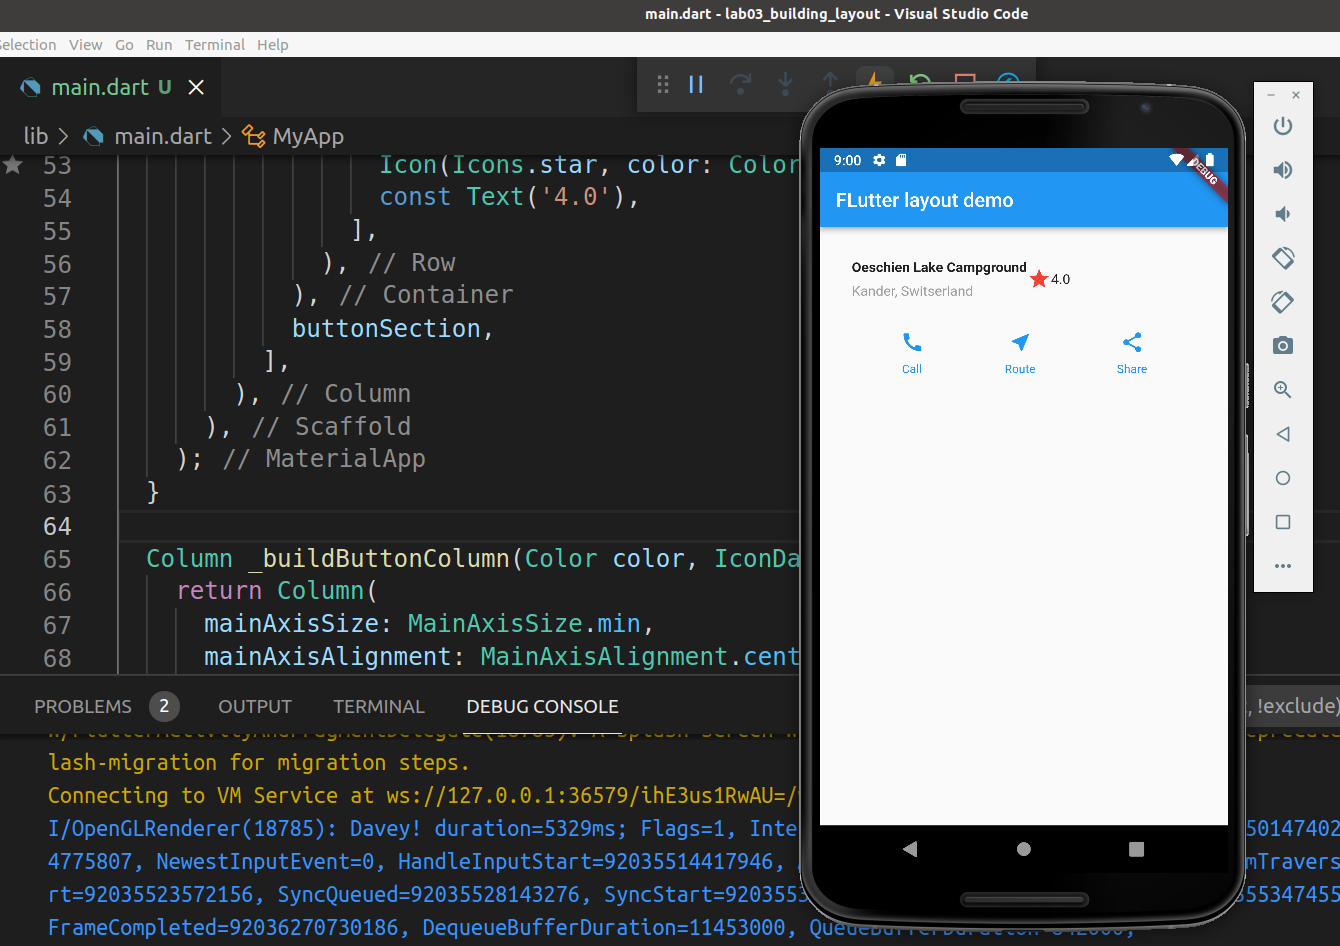 main.dart - lab03_building_layout - Visual Studio Code
Selection View Go Run Terminal Help
main.dart U
lib > main.dart > MyApp
53 Icon(Icons.star, color: Color
54 const Text('4.0'),
55 ],
56 ), // Row
57 ), // Container
58 buttonSection,
59 ],
60 ), // Column
61 ), // Scaffold
62 ); // MaterialApp
63 }
64
65 Column _buildButtonColumn(Color color, IconDa
66 return Column(
67 mainAxisSize: MainAxisSize.min,
68 mainAxisAlignment: MainAxisAlignment.cent
PROBLEMS 2 OUTPUT TERMINAL DEBUG CONSOLE
, !exclude)
lash-migration for migration steps.
Connecting to VM Service at ws://127.0.0.1:36579/ihE3us1RwAU=/
I/OpenGLRenderer(18785): Davey! duration=5329ms; Flags=1, Inte 50147402
4775807, NewestInputEvent=0, HandleInputStart=92035514417946, mTravers
rt=92035523572156, SyncQueued=92035528143276, SyncStart=920355 35534745
FrameCompleted=92036270730186, DequeueBufferDuration=11453000,
9:00
DEBUG
FLutter layout demo
Oeschien Lake Campground
Kander, Switserland
4.0
Call Route Share